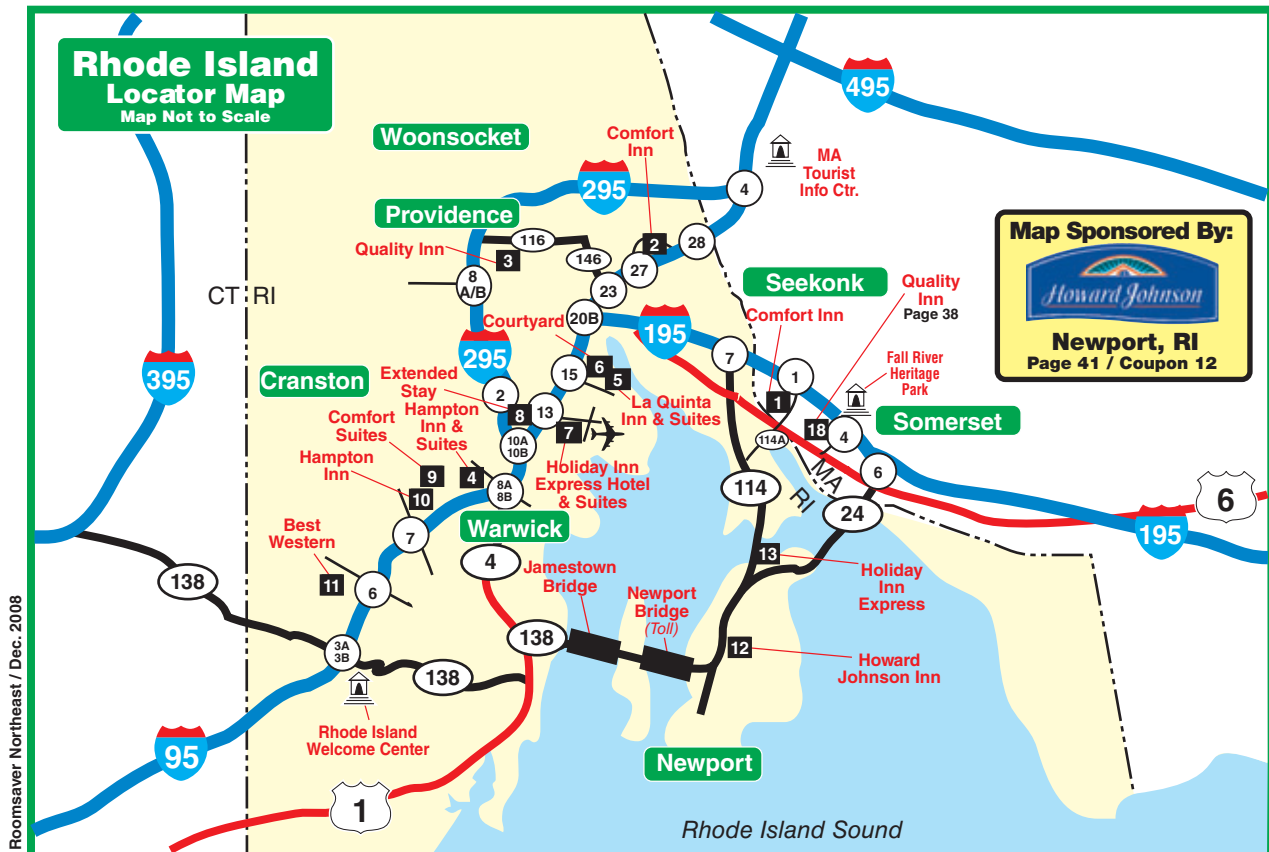 Rhode Island
Locator Map
Map Not to Scale
495
Woonsocket
Comfort
Inn
MA
Tourist
Info Ctr.
295
4
Providence
116
2
28
Quality Inn
3
146
27
Map Sponsored By:
Howard Johnson
Newport, RI
Page 41 / Coupon 12
CT
RI
8
A/B
23
Seekonk
Quality
Inn
Page 38
Courtyard
20B
195
Comfort Inn
395
295
7
Fall River
Heritage
Park
Cranston
Extended
Stay
15
6
5
1
2
La Quinta
Inn & Suites
1
Somerset
Hampton
Inn &
Suites
8
13
7
114A
18
4
Comfort
Suites
10A
10B
Holiday Inn
Express Hotel
& Suites
MA
RI
6
Hampton
Inn
9
4
8A
8B
114
24
6
10
195
Best
Western
7
Warwick
4
Jamestown
Bridge
13
Holiday
Inn
Express
138
11
6
Newport
Bridge
(Toll)
3A
3B
138
138
12
Howard
Johnson Inn
Rhode Island
Welcome Center
95
Newport
1
Rhode Island Sound
Roomsaver Northeast / Dec. 2008